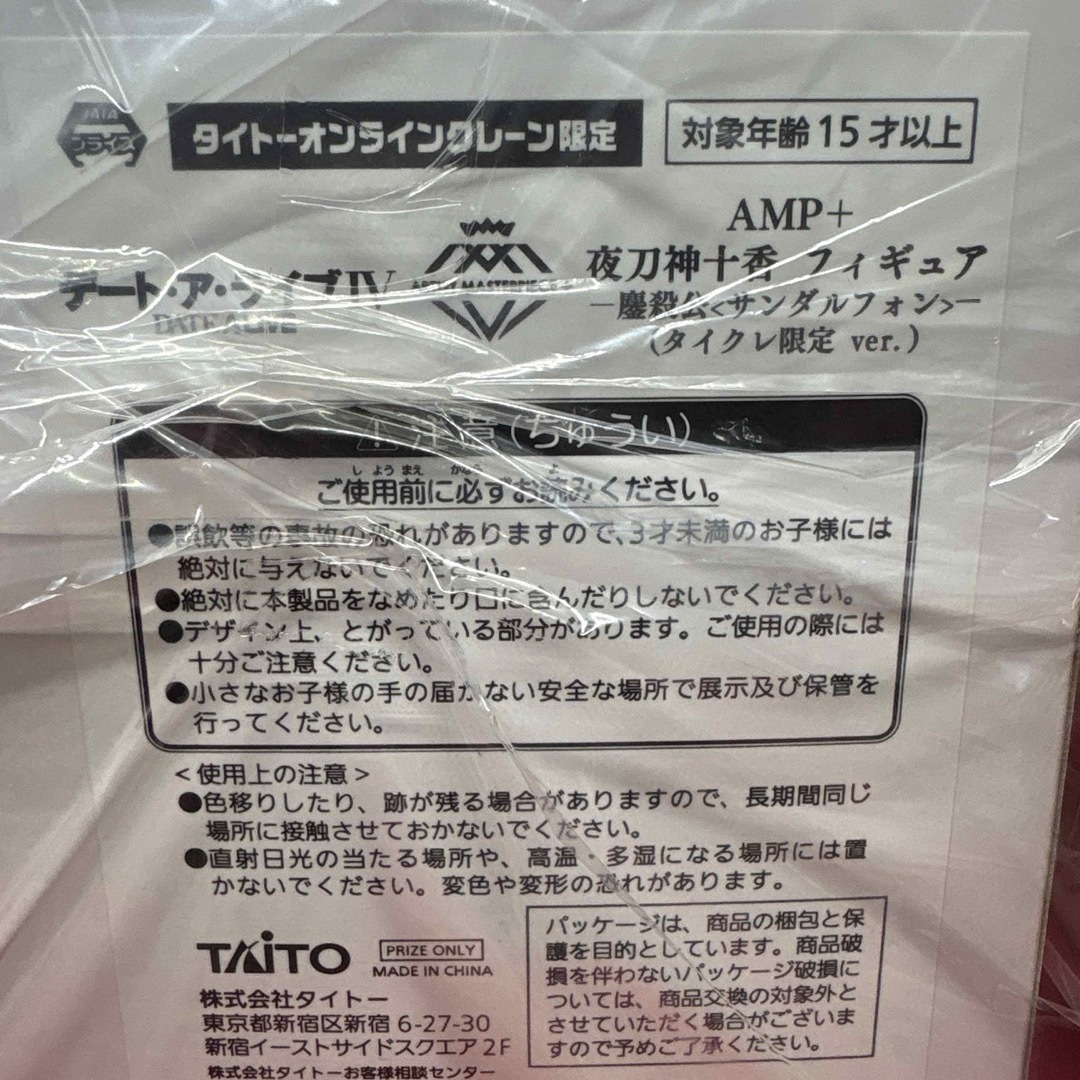 JAIA
プライズ
タイトーオンラインクレーン限定
対象年齢 15 才以上
デート・ア・ライブIV
DATE A LIVE
ARTIST MASTERPIECE
AMP+
夜刀神十香 フィギュア
―鏖殺公<サンダルフォン>―
(タイクレ限定 ver.)
⚠注意(ちゅうい)
ご使用前に必ずお読みください。
●誤飲等の事故の恐れがありますので、3才未満のお子様には
絶対に与えないでください。
●絶対に本製品をなめたり口に含んだりしないでください。
●デザイン上、とがっている部分があります。ご使用の際には
十分ご注意ください。
●小さなお子様の手の届かない安全な場所で展示及び保管を
行ってください。
<使用上の注意>
●色移りしたり、跡が残る場合がありますので、長期間同じ
場所に接触させておかないでください。
●直射日光の当たる場所や、高温・多湿になる場所には置
かないでください。変色や変形の恐れがあります。
TAITO
PRIZE ONLY
MADE IN CHINA
株式会社タイトー
東京都新宿区新宿 6-27-30
新宿イーストサイドスクエア 2F
株式会社タイトーお客様相談センター
パッケージは、商品の梱包と保
護を目的としています。商品破
損を伴わないパッケージ破損に
ついては、商品交換の対象外と
させていただく場合がございま
すので予めご了承ください。